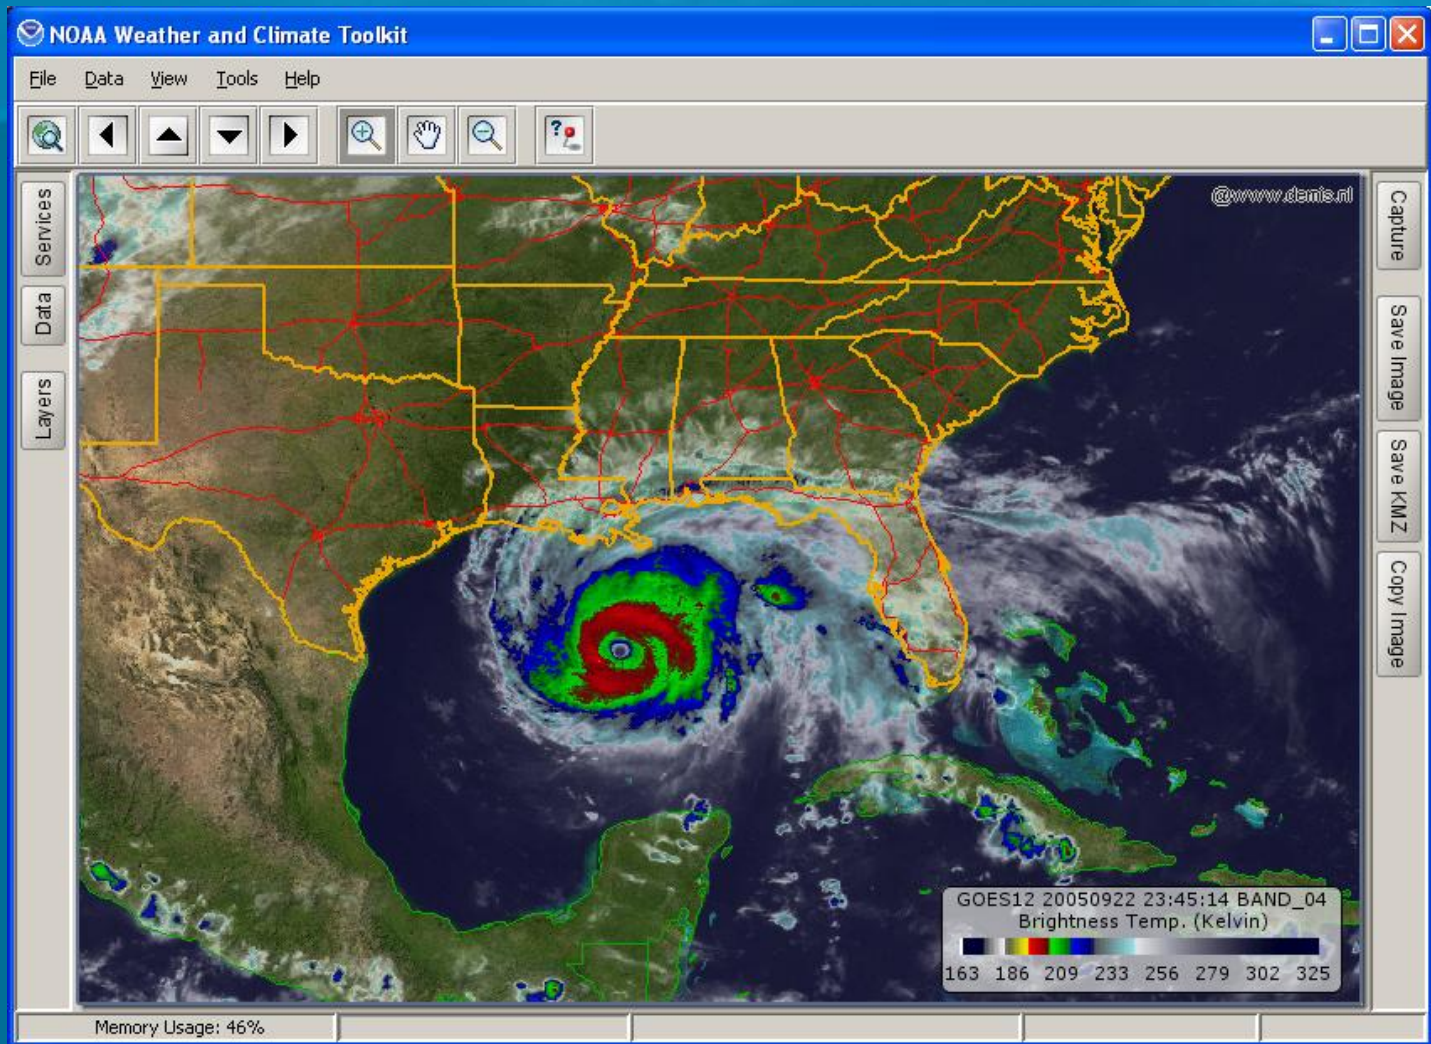 NOAA Weather and Climate Toolkit
File Data View Tools Help
Services
Data
Layers
@www.demis.nl
Capture
Save Image
Save KMZ
Copy Image
GOES12 20050922 23:45:14 BAND_04
Brightness Temp. (Kelvin)
163 186 209 233 256 279 302 325
Memory Usage: 46%